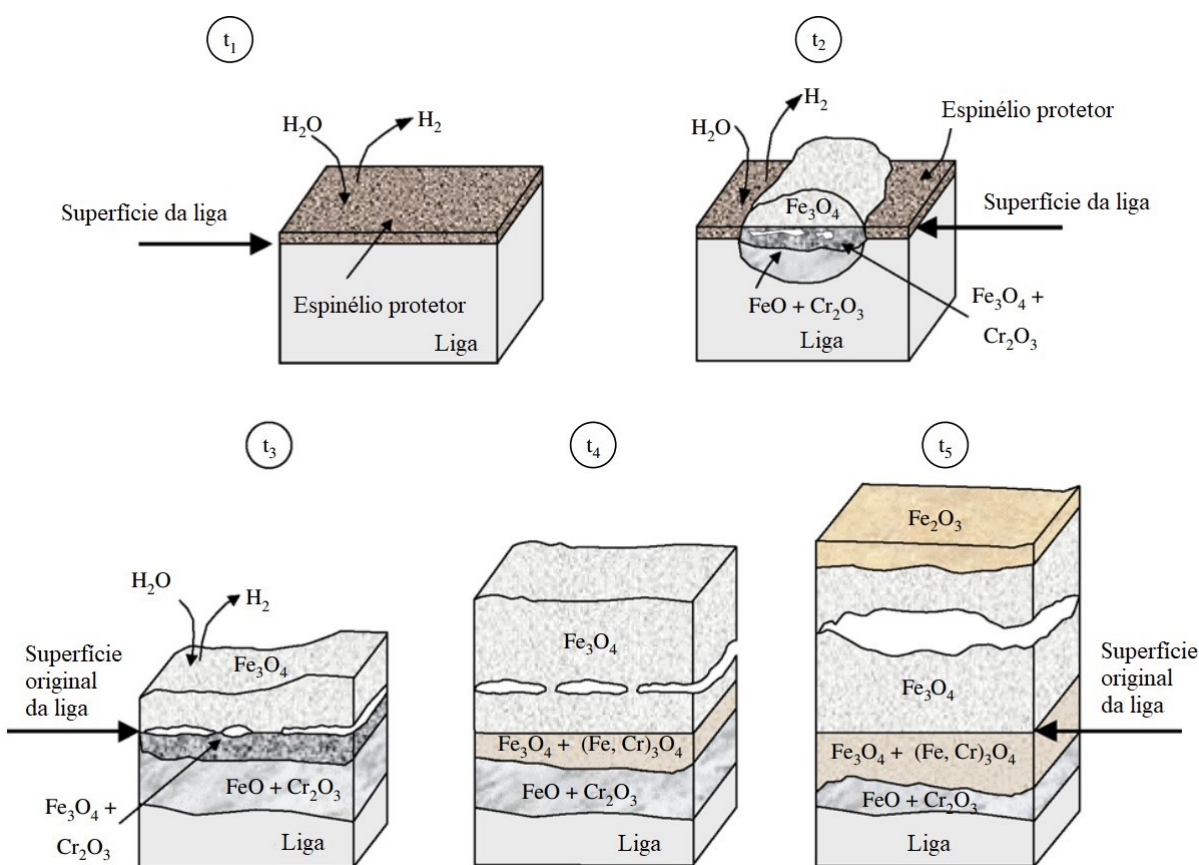 t₁
H₂O
H₂
Superfície da liga
Espinélio protetor
Liga
t₂
H₂
H₂O
Espinélio protetor
Fe₃O₄
Superfície da liga
FeO + Cr₂O₃
Liga
Fe₃O₄ +
Cr₂O₃
t₃
H₂O
H₂
Fe₃O₄
Superfície
original
da liga
FeO + Cr₂O₃
Fe₃O₄ +
Cr₂O₃
Liga
t₄
Fe₃O₄
Fe₃O₄ + (Fe, Cr)₃O₄
FeO + Cr₂O₃
Liga
t₅
Fe₂O₃
Fe₃O₄
Superfície
original
da liga
Fe₃O₄ + (Fe, Cr)₃O₄
FeO + Cr₂O₃
Liga